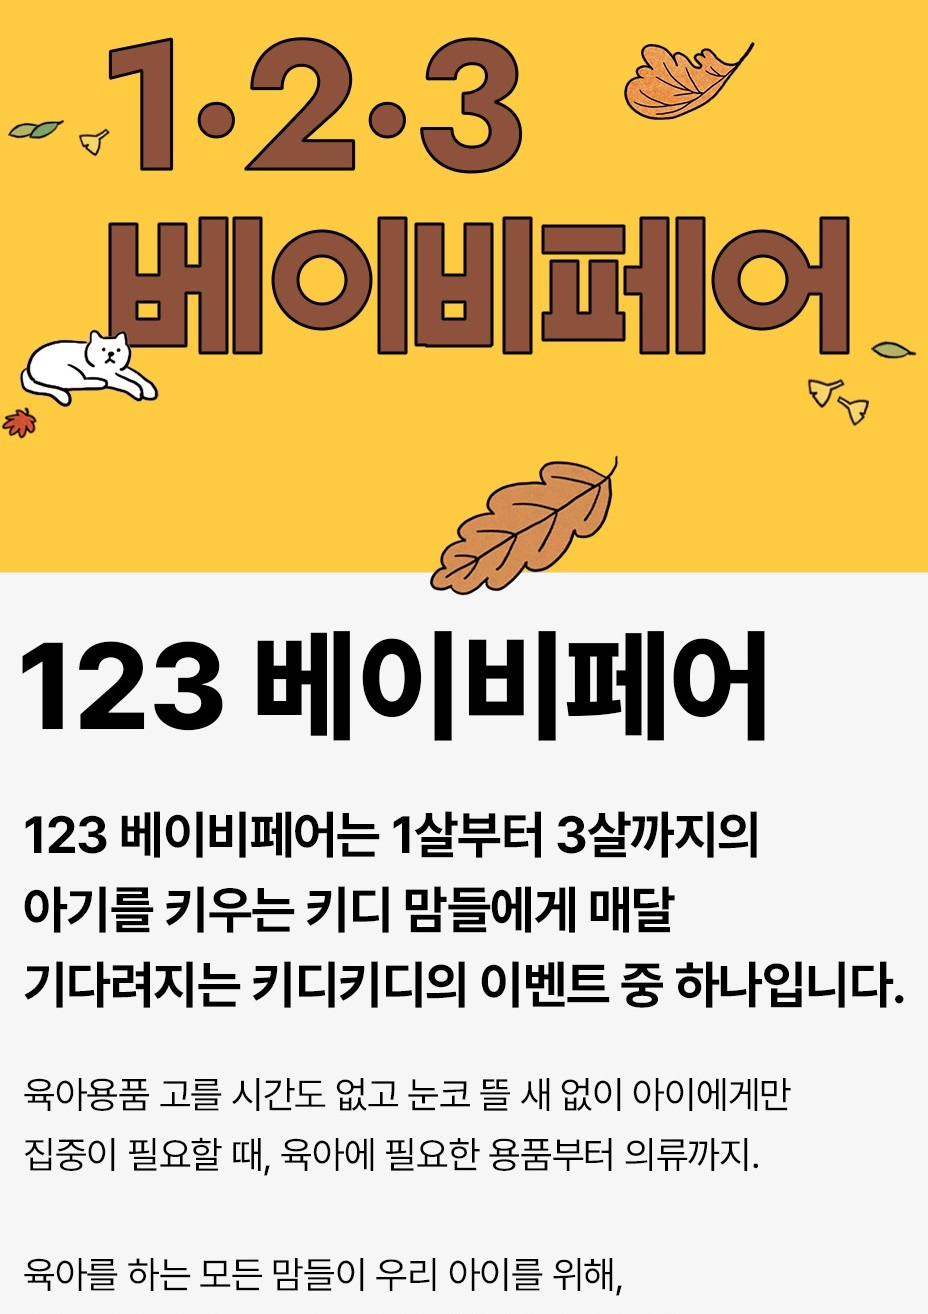 1·2·3
베이비페어
123 베이비페어
123 베이비페어는 1살부터 3살까지의
아기를 키우는 키디 맘들에게 매달
기다려지는 키디키디의 이벤트 중 하나입니다.
육아용품 고를 시간도 없고 눈코 뜰 새 없이 아이에게만
집중이 필요할 때, 육아에 필요한 용품부터 의류까지.
육아를 하는 모든 맘들이 우리 아이를 위해,